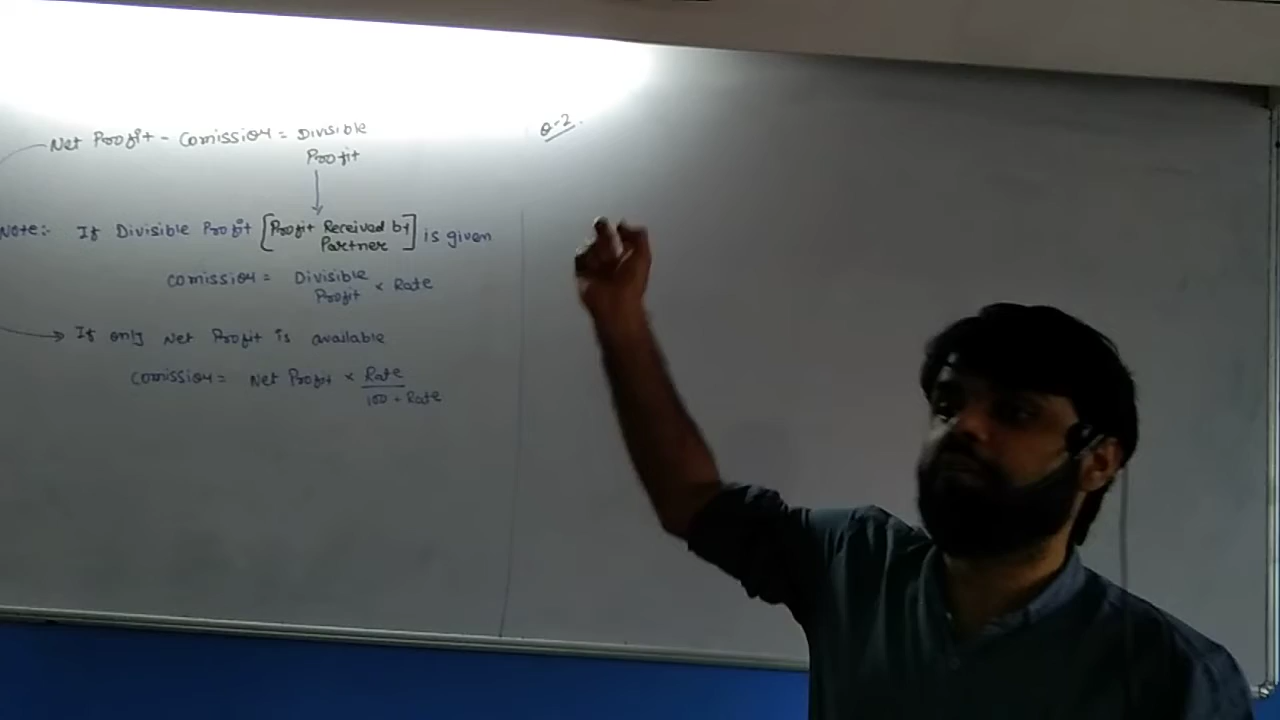 Net Profit - Comission = Divisible
Profit
Note:- If Divisible Profit [Profit Received by
Partner] is given
Comission = Divisible
Profit × Rate
If only Net Profit is available
Comission = Net Profit × Rate
100 + Rate
Q-2.